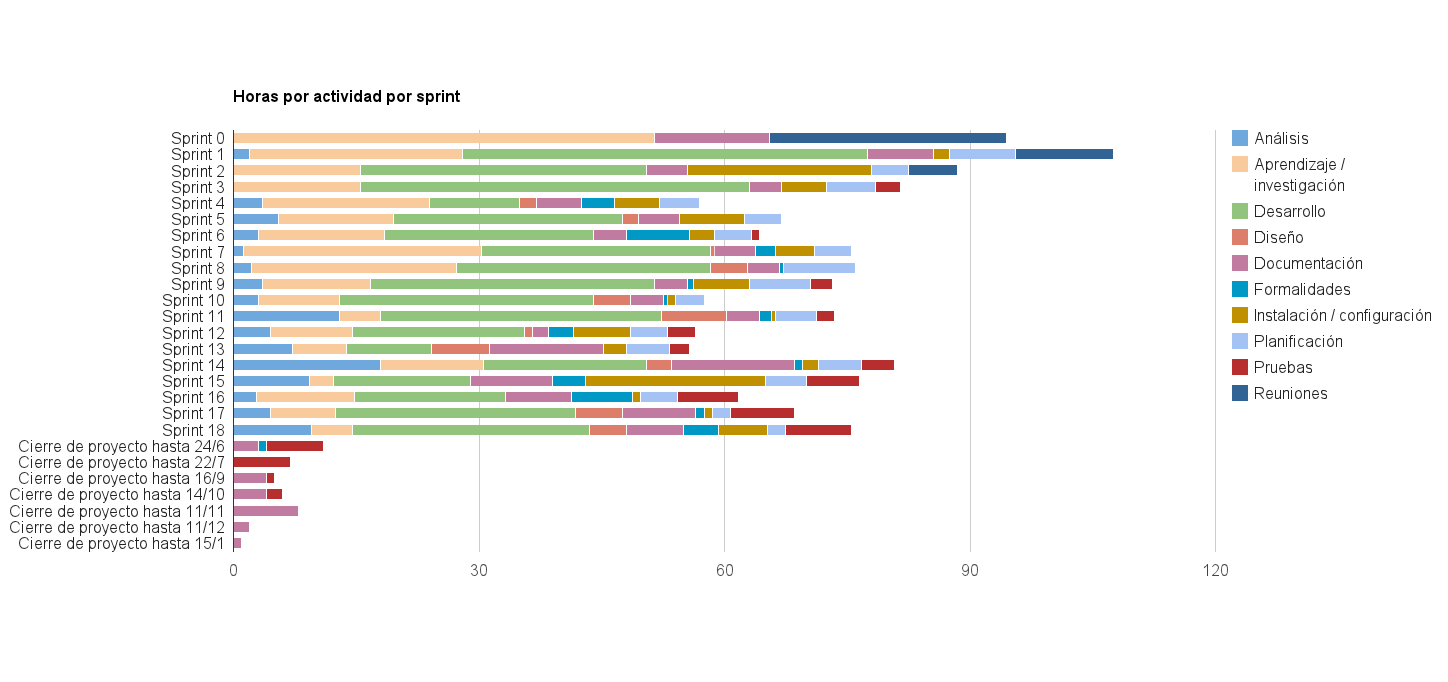 Horas por actividad por sprint
Sprint 0
Sprint 1
Sprint 2
Sprint 3
Sprint 4
Sprint 5
Sprint 6
Sprint 7
Sprint 8
Sprint 9
Sprint 10
Sprint 11
Sprint 12
Sprint 13
Sprint 14
Sprint 15
Sprint 16
Sprint 17
Sprint 18
Cierre de proyecto hasta 24/6
Cierre de proyecto hasta 22/7
Cierre de proyecto hasta 16/9
Cierre de proyecto hasta 14/10
Cierre de proyecto hasta 11/11
Cierre de proyecto hasta 11/12
Cierre de proyecto hasta 15/1
0 30 60 90 120
Análisis
Aprendizaje /
investigación
Desarrollo
Diseño
Documentación
Formalidades
Instalación / configuración
Planificación
Pruebas
Reuniones